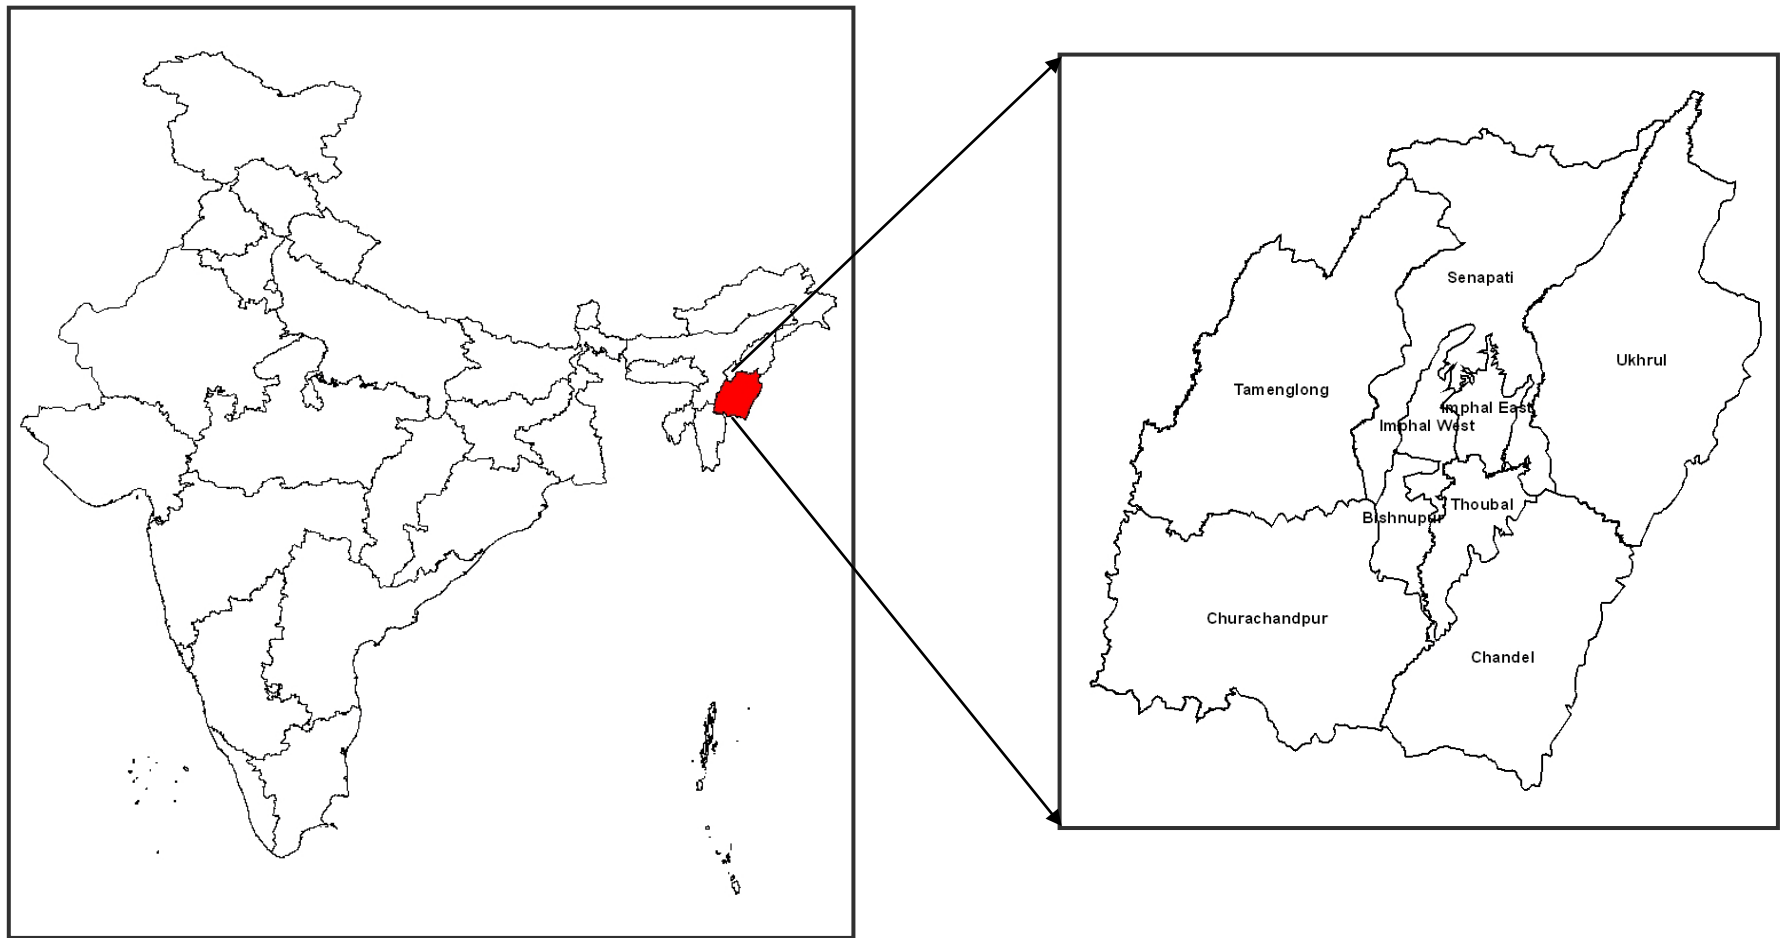 Senapati
Ukhrul
Tamenglong
Imphal East
Imphal West
Thoubal
Bishnupur
Churachandpur
Chandel